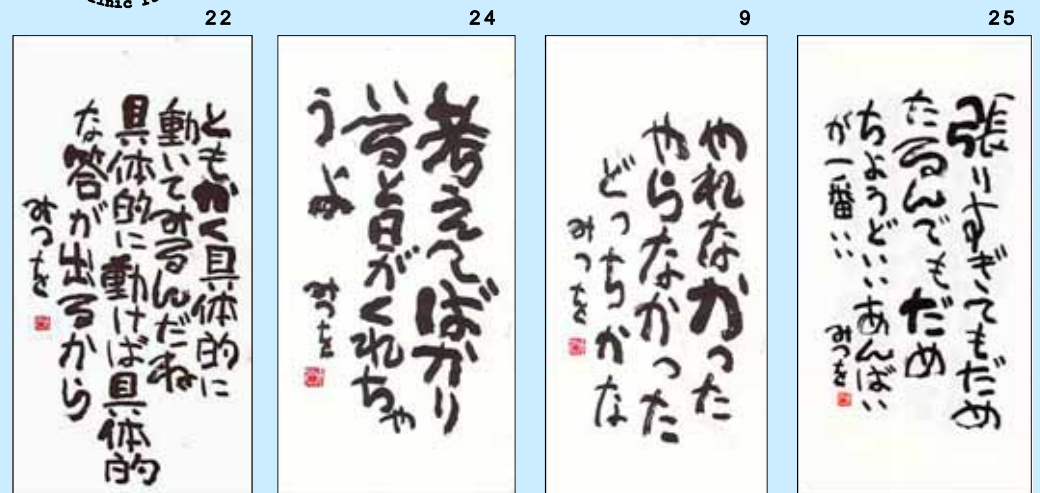 22
ともかく具体的に
動いてみるんだね
具体的に動けば具体的
な答が出るから
みつを
24
考えてばかり
いると日がくれちゃ
うよ
みつを
9
やれなかった
やらなかった
どっちかな
みつを
25
張りすぎてもだめ
たるんでもだめ
ちょうどいいあんばい
が一番いい
みつを